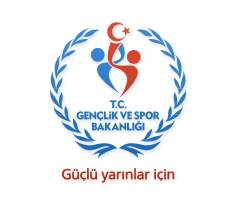 T.C.
GENÇLİK VE SPOR
BAKANLIĞI
Güçlü yarınlar için